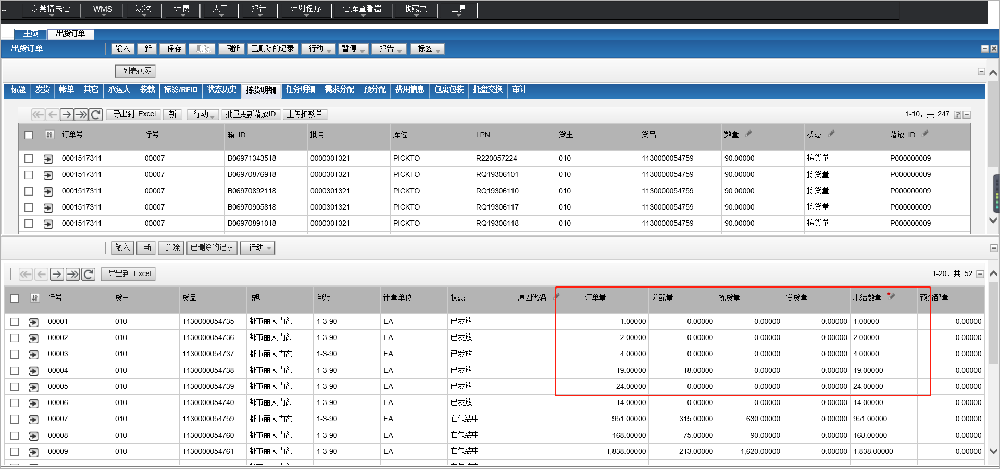 东莞福民仓 WMS 波次 计费 人工 报告 计划程序 仓库查看器 收藏夹 工具
主页 出货订单
出货订单 输入 新 保存 删除 刷新 已删除的记录 行动 暂停 报告 标签
列表视图
标题 发货 帐单 其它 承运人 装载 标签/RFID 状态历史 拣货明细 任务明细 需求分配 预分配 费用信息 包裹包装 托盘交换 审计
导出到 Excel 新 行动 批量更新落放ID 上传扣款单 1-10，共 247
订单号 行号 箱 ID 批号 库位 LPN 货主 货品 数量 状态 落放 ID
0001517311 00007 B06971343518 0000301321 PICKTO R220057224 010 1130000054759 90.00000 拣货量 P000000009
0001517311 00007 B06970876918 0000301321 PICKTO RQ19306101 010 1130000054759 90.00000 拣货量 P000000009
0001517311 00007 B06970892118 0000301321 PICKTO RQ19306110 010 1130000054759 90.00000 拣货量 P000000009
0001517311 00007 B06970905818 0000301321 PICKTO RQ19306117 010 1130000054759 90.00000 拣货量 P000000009
0001517311 00007 B06970891018 0000301321 PICKTO RQ19306118 010 1130000054759 90.00000 拣货量 P000000009
输入 新 删除 已删除的记录 行动
导出到 Excel 1-20，共 52
行号 货主 货品 说明 包装 计量单位 状态 原因代码 订单量 分配量 拣货量 发货量 未结数量 预分配量
00001 010 1130000054735 都市丽人内衣 1-3-90 EA 已发放 1.00000 0.00000 0.00000 0.00000 1.00000 0.00000
00002 010 1130000054736 都市丽人内衣 1-3-90 EA 已发放 2.00000 0.00000 0.00000 0.00000 2.00000 0.00000
00003 010 1130000054737 都市丽人内衣 1-3-90 EA 已发放 4.00000 0.00000 0.00000 0.00000 4.00000 0.00000
00004 010 1130000054738 都市丽人内衣 1-3-90 EA 已发放 19.00000 18.00000 0.00000 0.00000 19.00000 0.00000
00005 010 1130000054739 都市丽人内衣 1-3-90 EA 已发放 24.00000 0.00000 0.00000 0.00000 24.00000 0.00000
00006 010 1130000054740 都市丽人内衣 1-3-90 EA 已发放 14.00000 0.00000 0.00000 0.00000 14.00000 0.00000
00007 010 1130000054759 都市丽人内衣 1-3-90 EA 在包装中 951.00000 315.00000 630.00000 0.00000 951.00000 0.00000
00008 010 1130000054760 都市丽人内衣 1-3-90 EA 在包装中 168.00000 75.00000 90.00000 0.00000 168.00000 0.00000
00009 010 1130000054761 都市丽人内衣 1-3-90 EA 在包装中 1,838.00000 213.00000 1,620.00000 0.00000 1,838.00000 0.00000